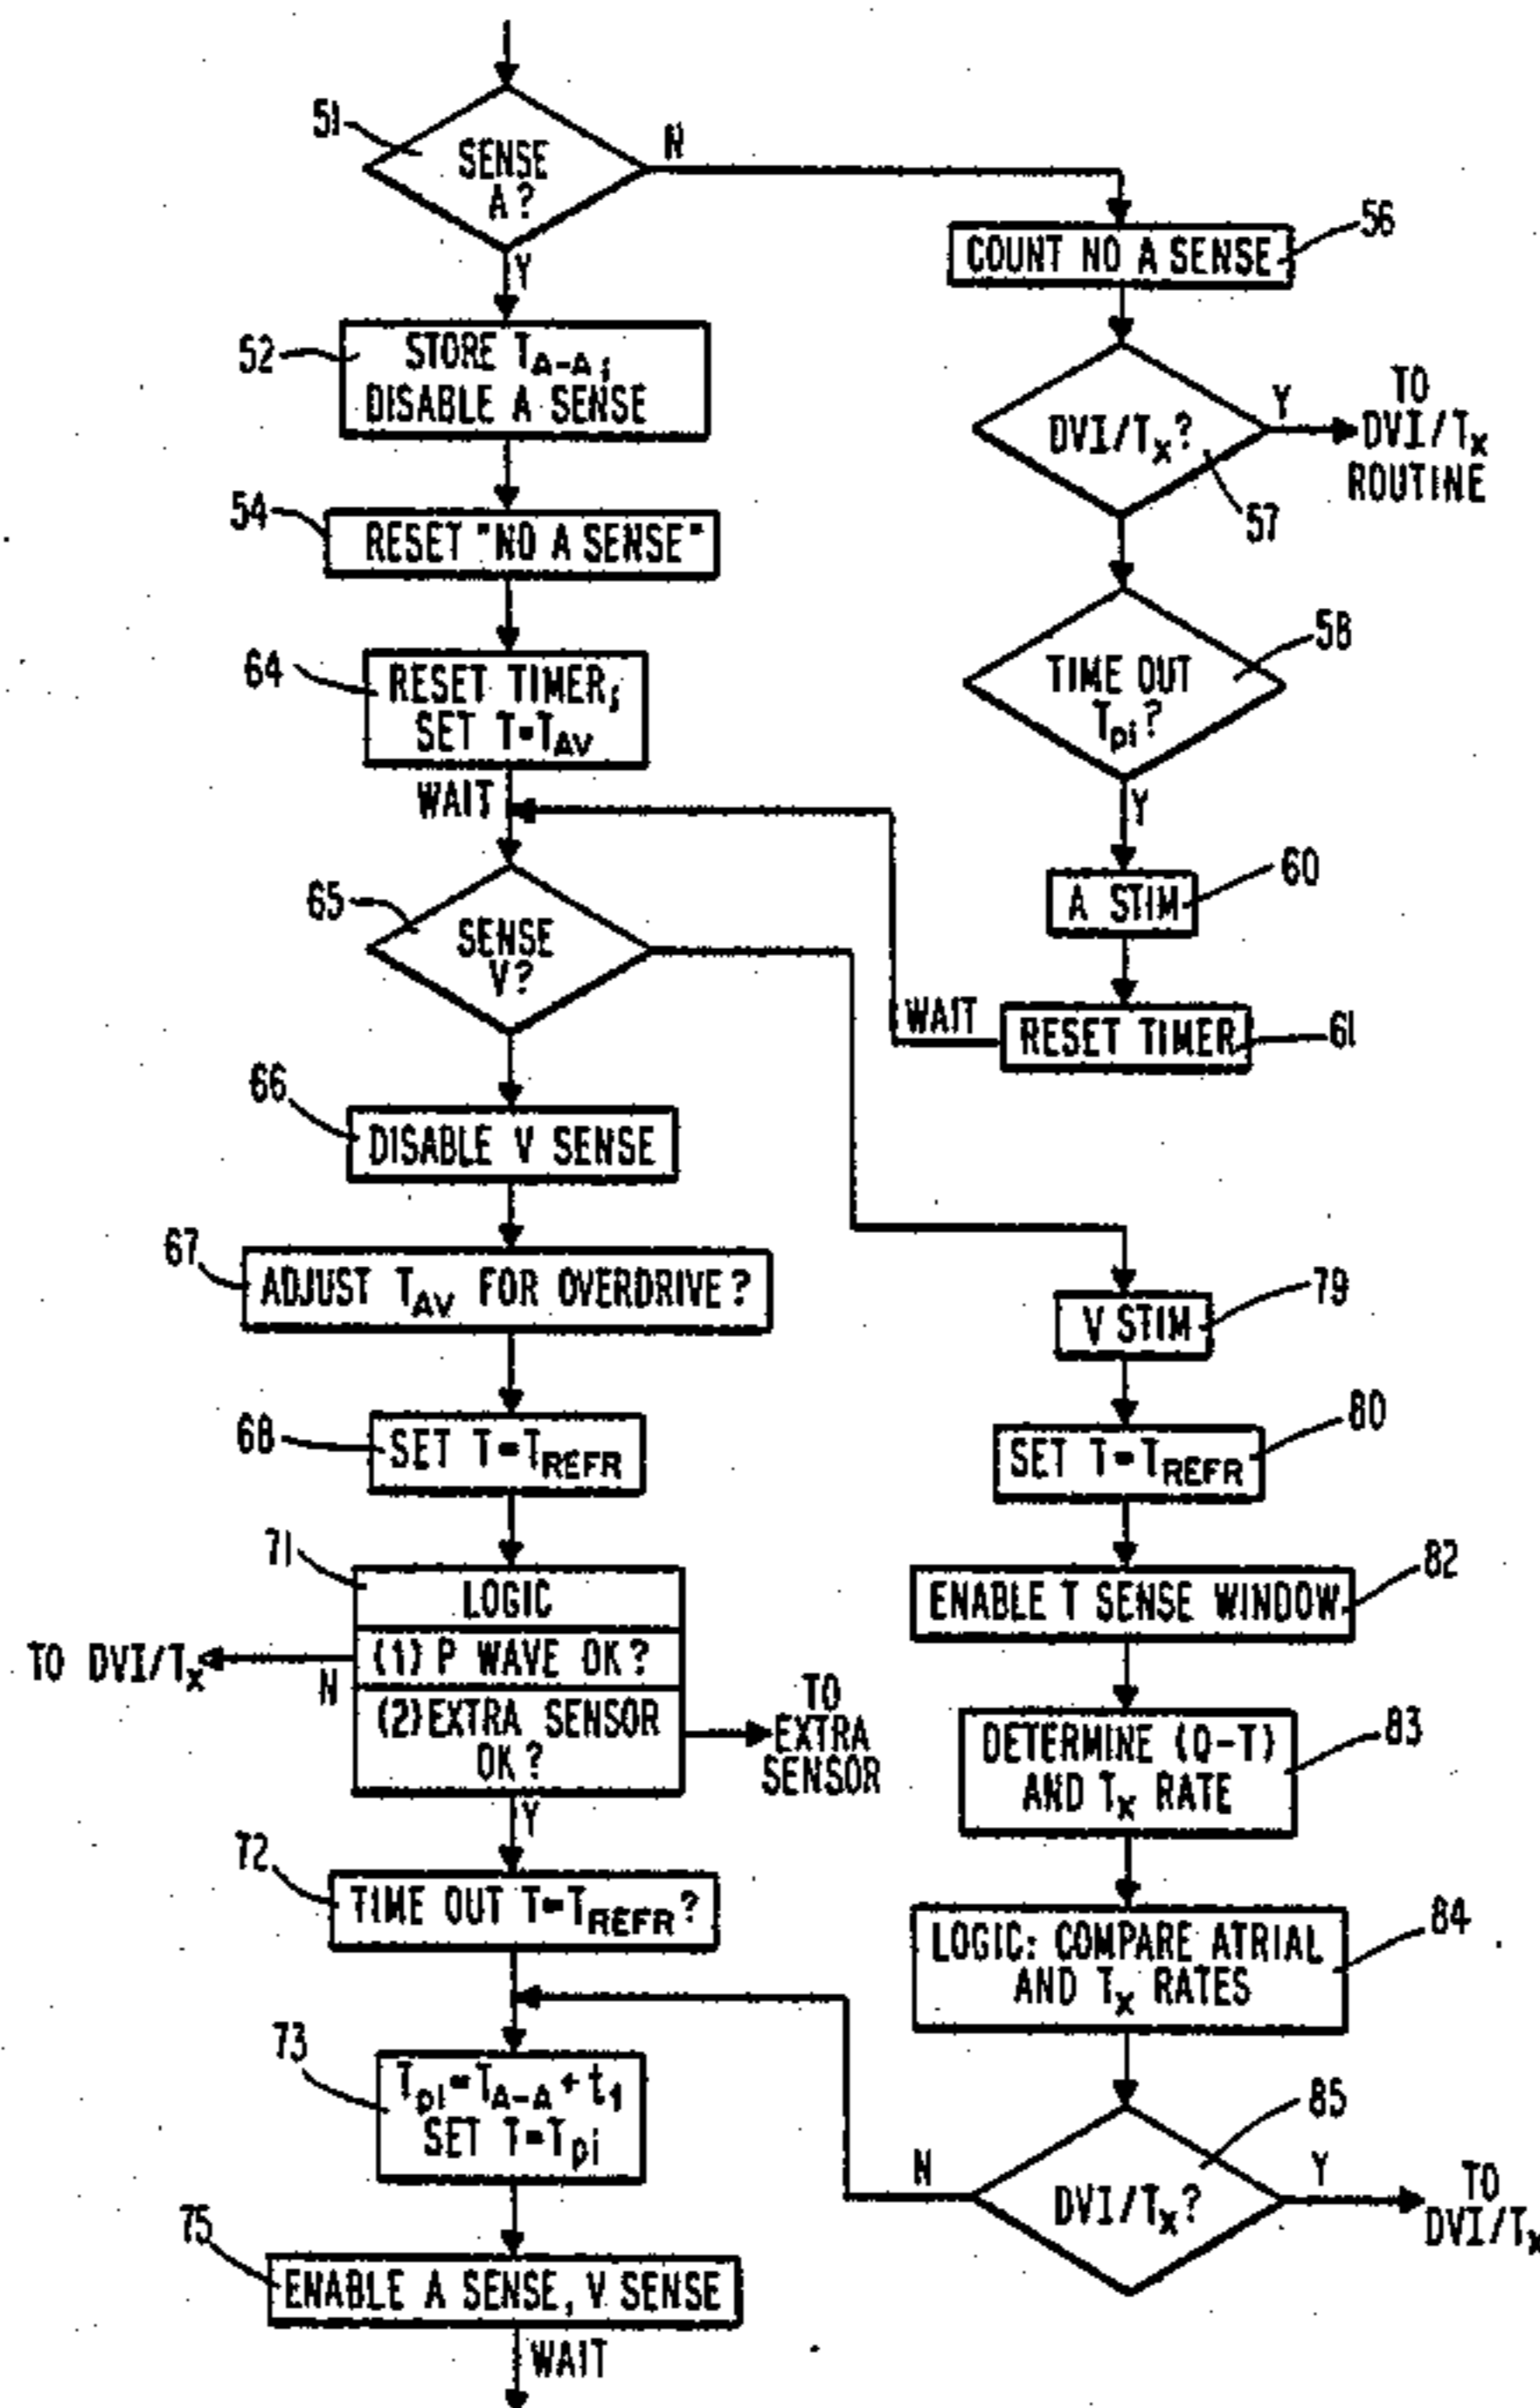 51
SENSE
A?
N
Y
56
COUNT NO A SENSE
52
STORE TA-A;
DISABLE A SENSE
DVI/Tx?
Y
TO
DVI/Tx
ROUTINE
57
54
RESET "NO A SENSE"
58
TIME OUT
Tpi?
Y
64
RESET TIMER;
SET T=TAV
WAIT
60
A STIM
65
SENSE
V?
WAIT
RESET TIMER
61
66
DISABLE V SENSE
67
ADJUST TAV FOR OVERDRIVE?
79
V STIM
68
SET T=TREFR
80
SET T=TREFR
71
LOGIC
(1) P WAVE OK?
TO DVI/Tx
N
(2) EXTRA SENSOR
OK?
TO
EXTRA
SENSOR
Y
82
ENABLE T SENSE WINDOW
83
DETERMINE (Q-T)
AND Tx RATE
72
TIME OUT T=TREFR?
84
LOGIC: COMPARE ATRIAL
AND Tx RATES
73
Tpi=TA-A+t1
SET T=Tpi
85
N
DVI/Tx?
Y
TO
DVI/Tx
75
ENABLE A SENSE, V SENSE
WAIT